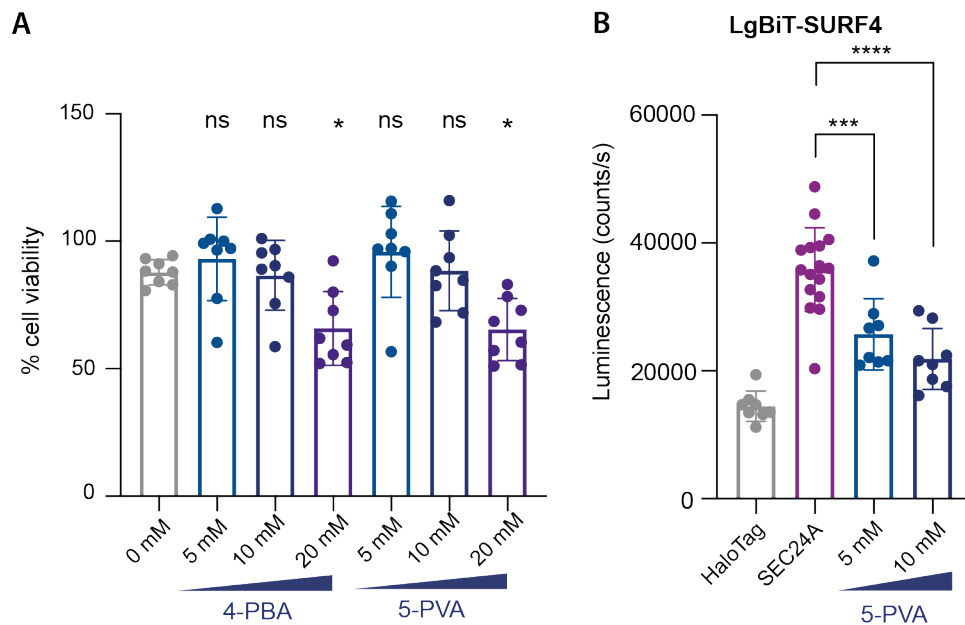 A
% cell viability
150
100
50
0
ns
ns
*
ns
ns
*
0 mM
5 mM
10 mM
20 mM
5 mM
10 mM
20 mM
4-PBA
5-PVA
B
LgBiT-SURF4
****
***
Luminescence (counts/s)
60000
40000
20000
0
HaloTag
SEC24A
5 mM
10 mM
5-PVA